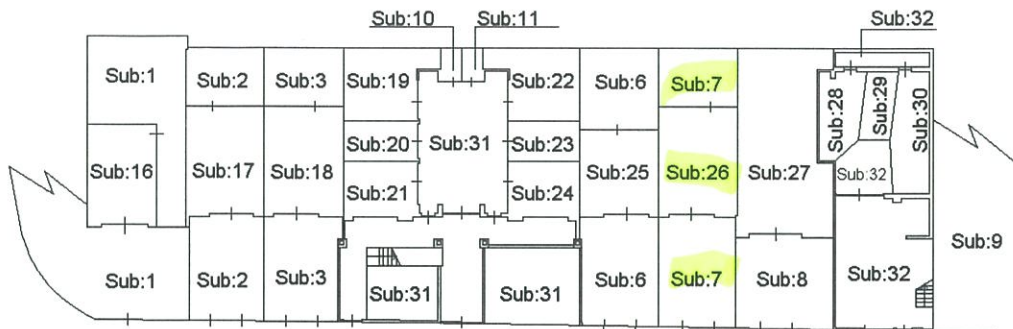 Sub:10 Sub:11 Sub:32
Sub:1 Sub:2 Sub:3 Sub:19 Sub:22 Sub:6 Sub:7
Sub:28 Sub:29 Sub:30
Sub:20 Sub:31 Sub:23
Sub:16 Sub:17 Sub:18 Sub:21 Sub:24 Sub:25 Sub:26 Sub:27 Sub:32
Sub:9
Sub:1 Sub:2 Sub:3 Sub:31 Sub:31 Sub:6 Sub:7 Sub:8 Sub:32